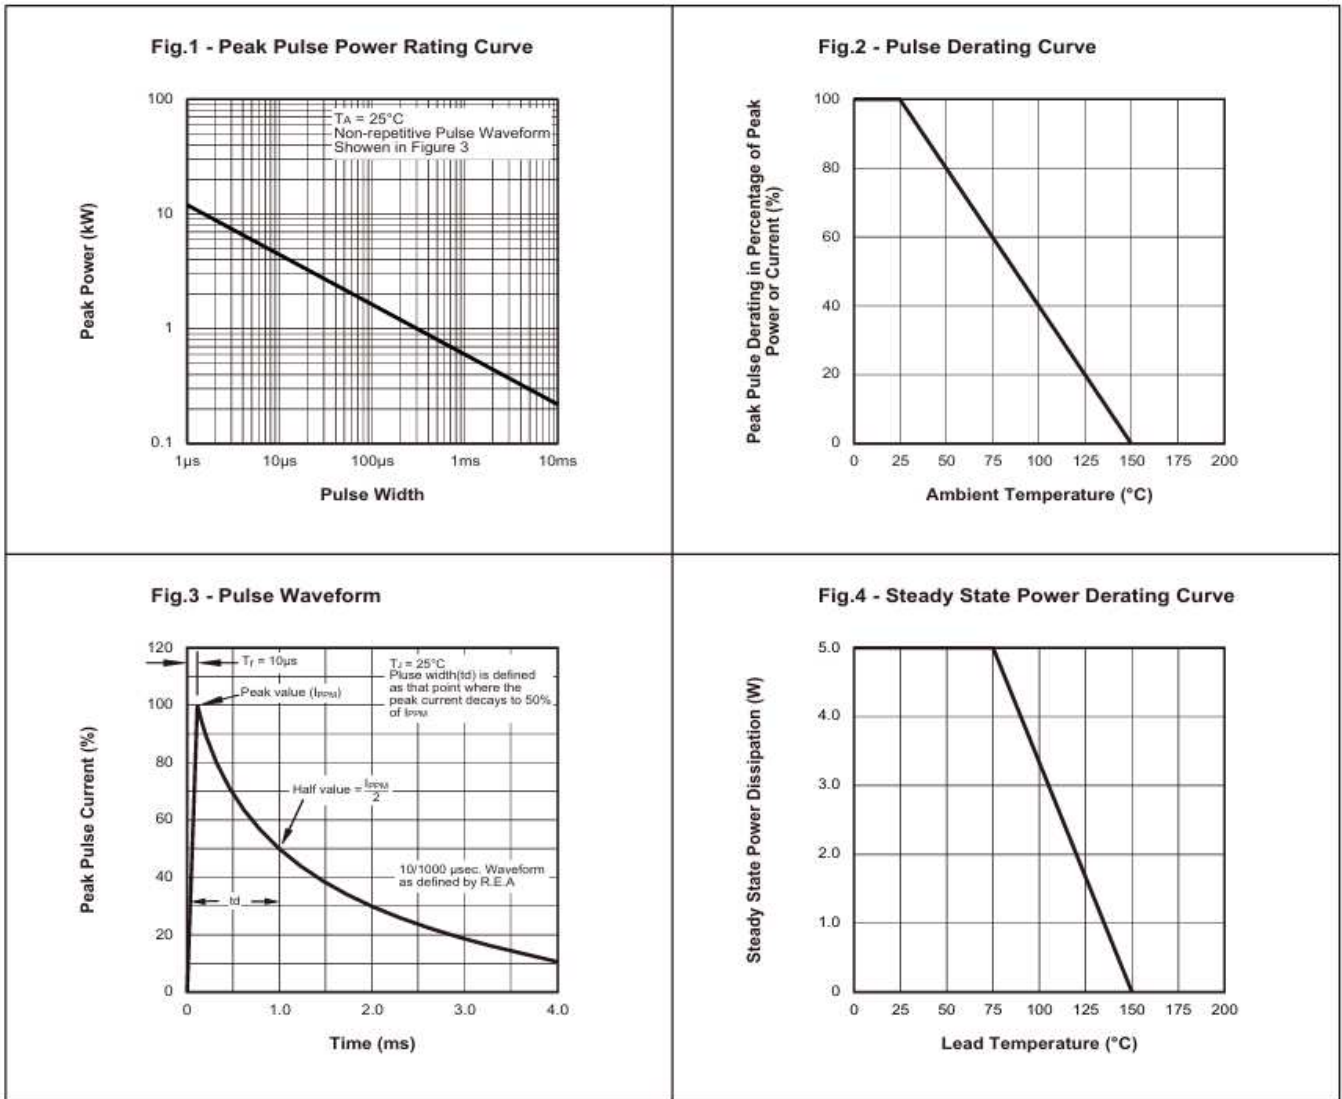 Fig.1 - Peak Pulse Power Rating Curve
Peak Power (kW)
100
10
1
0.1
TA = 25°C
Non-repetitive Pulse Waveform
Showen in Figure 3
1µs 10µs 100µs 1ms 10ms
Pulse Width
Fig.2 - Pulse Derating Curve
Peak Pulse Derating in Percentage of Peak
Power or Current (%)
100
80
60
40
20
0
0 25 50 75 100 125 150 175 200
Ambient Temperature (°C)
Fig.3 - Pulse Waveform
Peak Pulse Current (%)
120
100
80
60
40
20
0
Tf = 10µs
Peak value (IPPM)
TJ = 25°C
Pluse width(td) is defined
as that point where the
peak current decays to 50%
of IPPM
Half value = IPPM
2
10/1000 µsec. Waveform
as defined by R.E.A
td
0 1.0 2.0 3.0 4.0
Time (ms)
Fig.4 - Steady State Power Derating Curve
Steady State Power Dissipation (W)
5.0
4.0
3.0
2.0
1.0
0
0 25 50 75 100 125 150 175 200
Lead Temperature (°C)